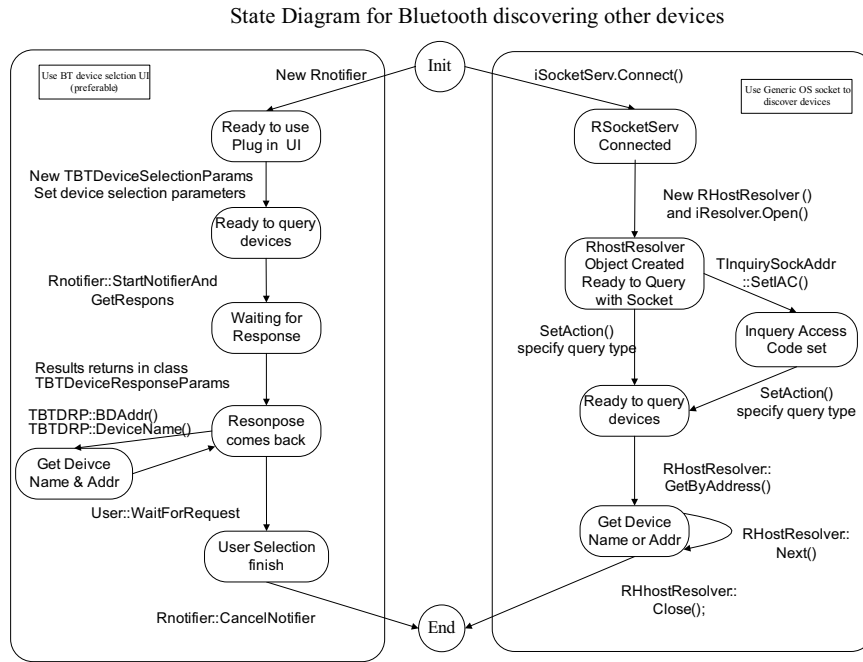 State Diagram for Bluetooth discovering other devices
Init
Use BT device selction UI
(preferable)
New Rnotifier
Ready to use
Plug in UI
New TBTDeviceSelectionParams
Set device selection parameters
Ready to query
devices
Rnotifier::StartNotifierAnd
GetRespons
Waiting for
Response
Results returns in class
TBTDeviceResponseParams
TBTDRP::BDAddr()
TBTDRP::DeviceName()
Resonpose
comes back
Get Deivce
Name & Addr
User::WaitForRequest
User Selection
finish
Rnotifier::CancelNotifier
iSocketServ.Connect()
Use Generic OS socket to
discover devices
RSocketServ
Connected
New RHostResolver ()
and iResolver.Open()
RhostResolver
Object Created
Ready to Query
with Socket
TInquirySockAddr
::SetIAC()
SetAction()
specify query type
Inquery Access
Code set
SetAction()
specify query type
Ready to query
devices
RHostResolver::
GetByAddress()
Get Device
Name or Addr
RHostResolver::
Next()
RHhostResolver::
Close();
End